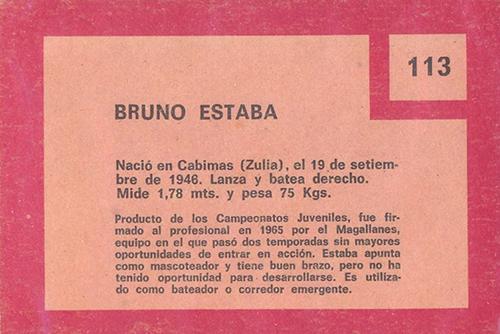 113
BRUNO ESTABA
Nació en Cabimas (Zulia), el 19 de setiem-
bre de 1946. Lanza y batea derecho.
Mide 1,78 mts. y pesa 75 Kgs.
Producto de los Campeonatos Juveniles, fue fir-
mado al profesional en 1965 por el Magallanes,
equipo en el que pasó dos temporadas sin mayores
oportunidades de entrar en acción. Estaba apunta
como mascoteador y tiene buen brazo, pero no ha
tenido oportunidad para desarrollarse. Es utiliza-
do como bateador o corredor emergente.